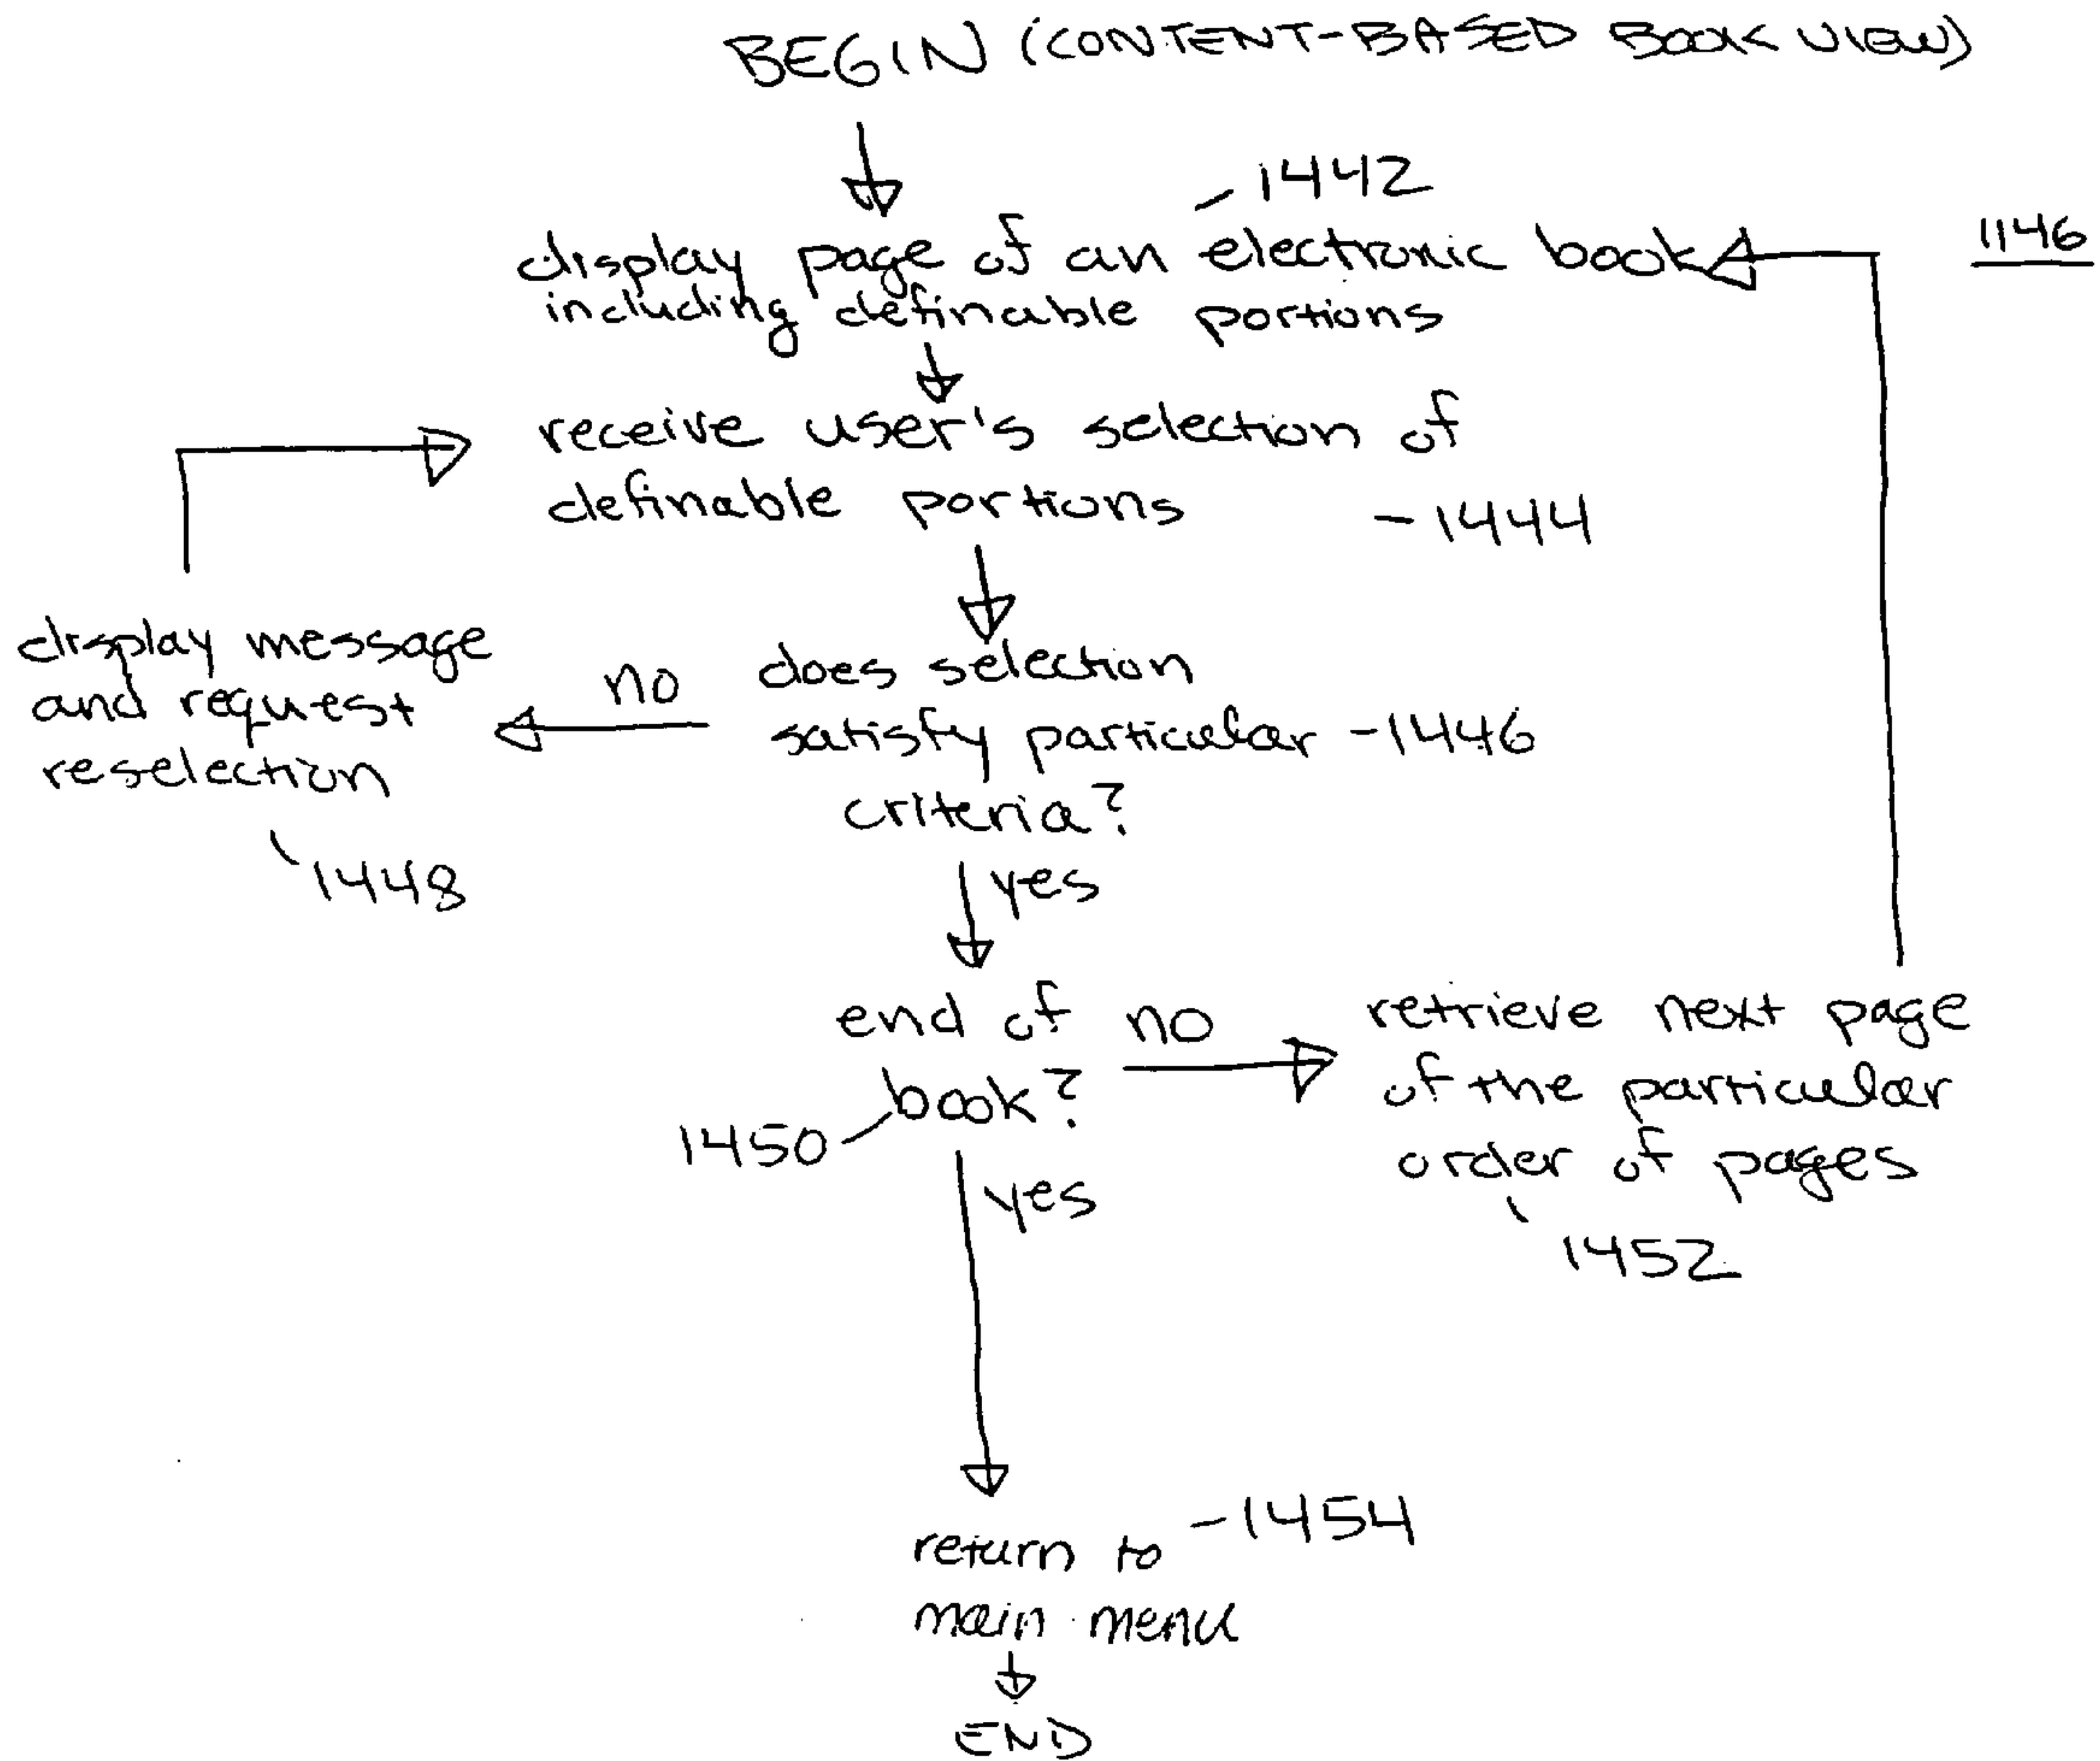 BEGIN (CONTENT-BASED BOOK VIEW)
-1442
1146
display page of an electronic book
including definable portions
receive user's selection of
definable portions -1444
does selection
satisfy particular -1446
criteria?
no
display message
and request
reselection
1448
yes
end of
book?
1450
no
retrieve next page
of the particular
order of pages
1452
yes
return to -1454
main menu
END